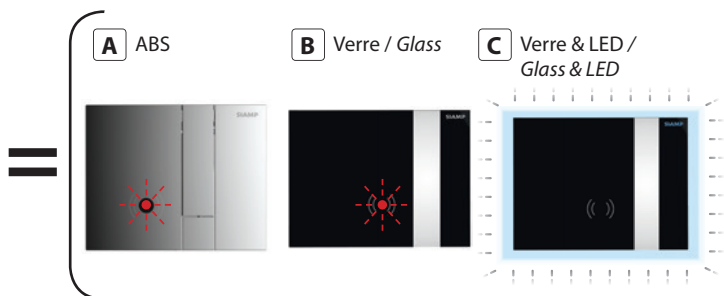 A ABS
B Verre / Glass
C Verre & LED /
Glass & LED
SIAMP
SIAMP
SIAMP